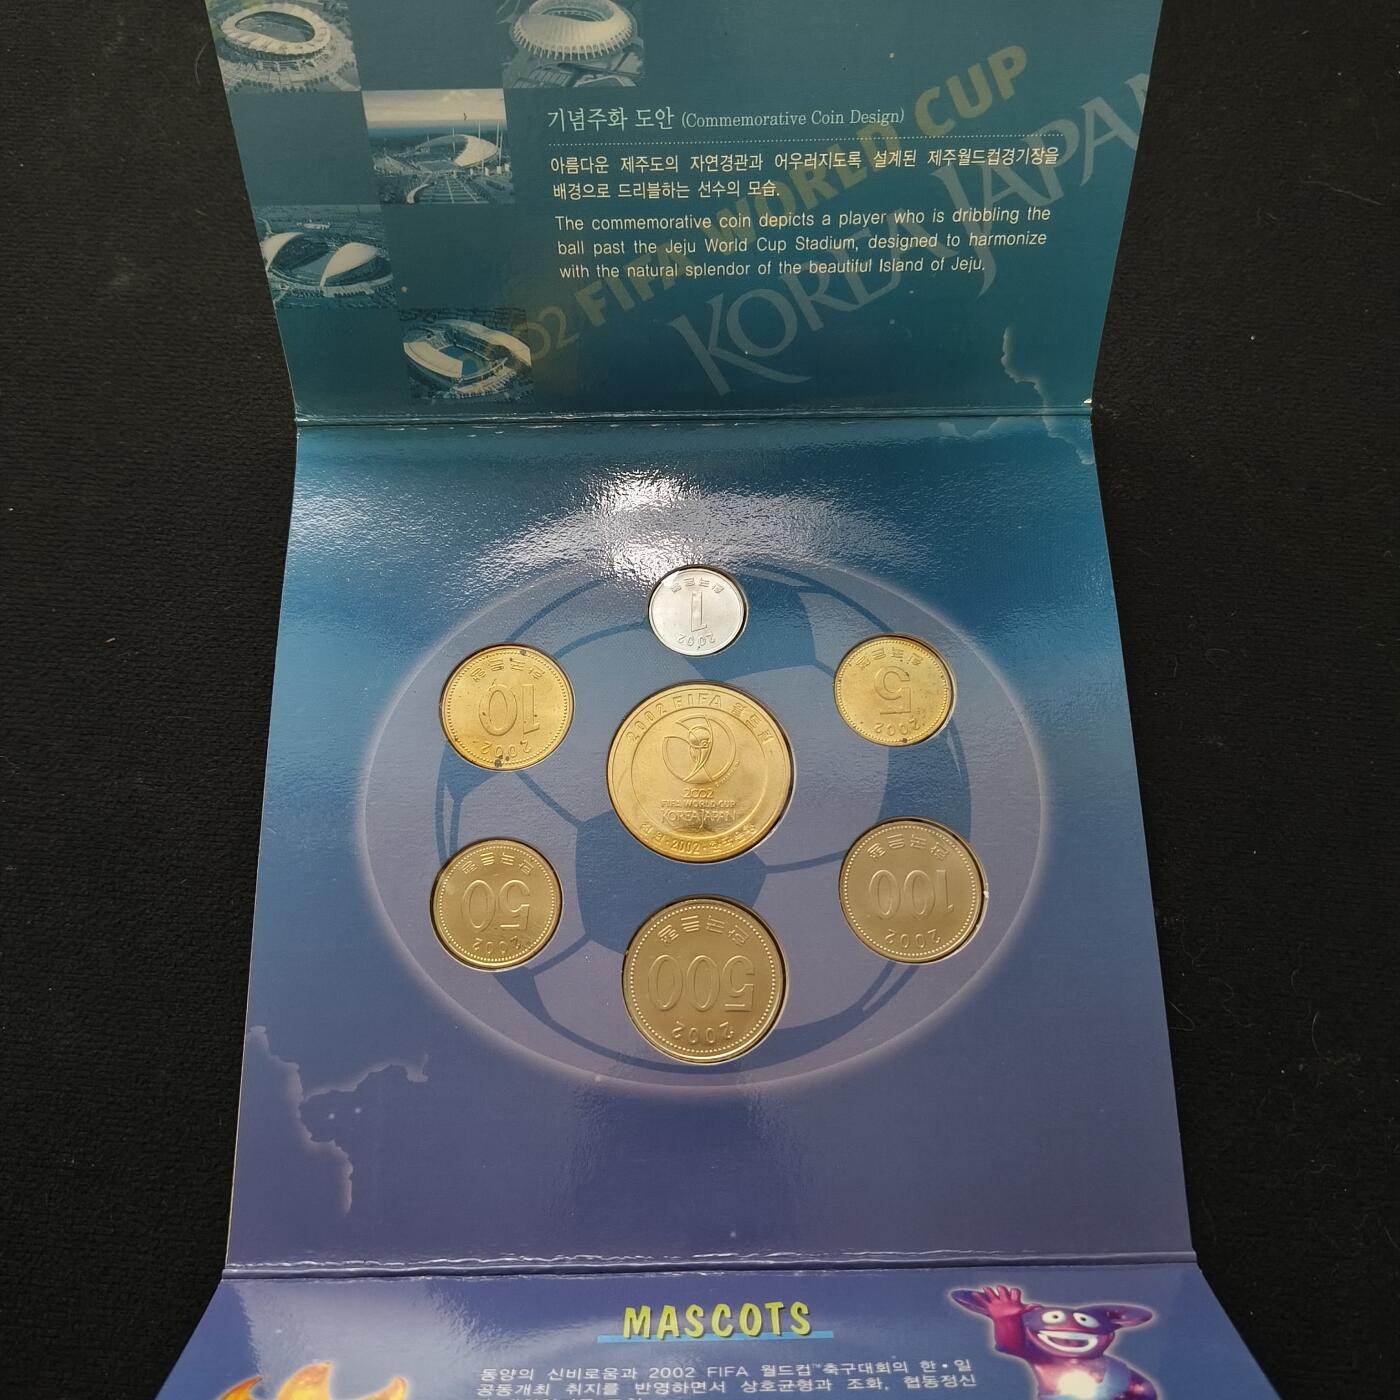 기념주화 도안 (Commemorative Coin Design)
아름다운 제주도의 자연경관과 어우러지도록 설계된 제주월드컵경기장을
배경으로 드리블하는 선수의 모습.
The commemorative coin depicts a player who is dribbling the
ball past the Jeju World Cup Stadium, designed to harmonize
with the natural splendor of the beautiful Island of Jeju.
2002 FIFA WORLD CUP
KOREA JAPAN
한국은행
1
2002
한국은행
10
2002
한국은행
5
2002
2002 FIFA 월드컵
2002
FIFA WORLD CUP
KOREA JAPAN
2002
한국은행
50
2002
한국은행
100
2002
한국은행
500
2002
MASCOTS
동양의 신비로움과 2002 FIFA 월드컵™축구대회의 한·일
공동개최 취지를 반영하면서 상호균형과 조화, 협동정신